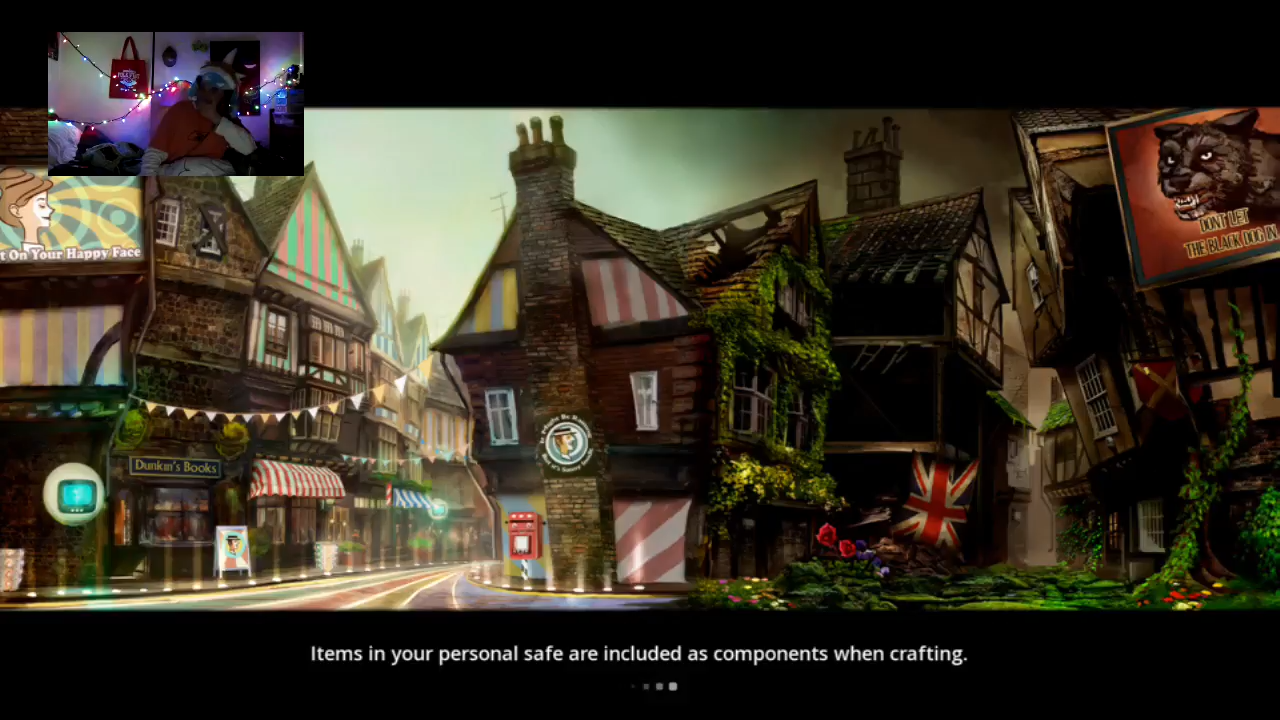 t On Your Happy Face
DON'T LET
THE BLACK DOG IN
Dunkin's Books
Items in your personal safe are included as components when crafting.